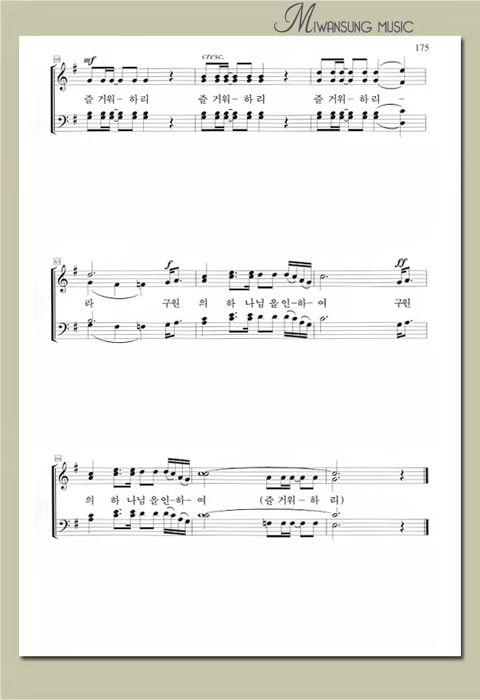 MIWANSUNG MUSIC
175
mf cresc.
즐 거워– 하 리 즐 거워– 하 리 즐 거워– 하 리 –
f ff
라 구원 의 하 나님 을 인–하– 여 구원
의 하 나님 을인–하– 여 (즐 거워– 하 리)